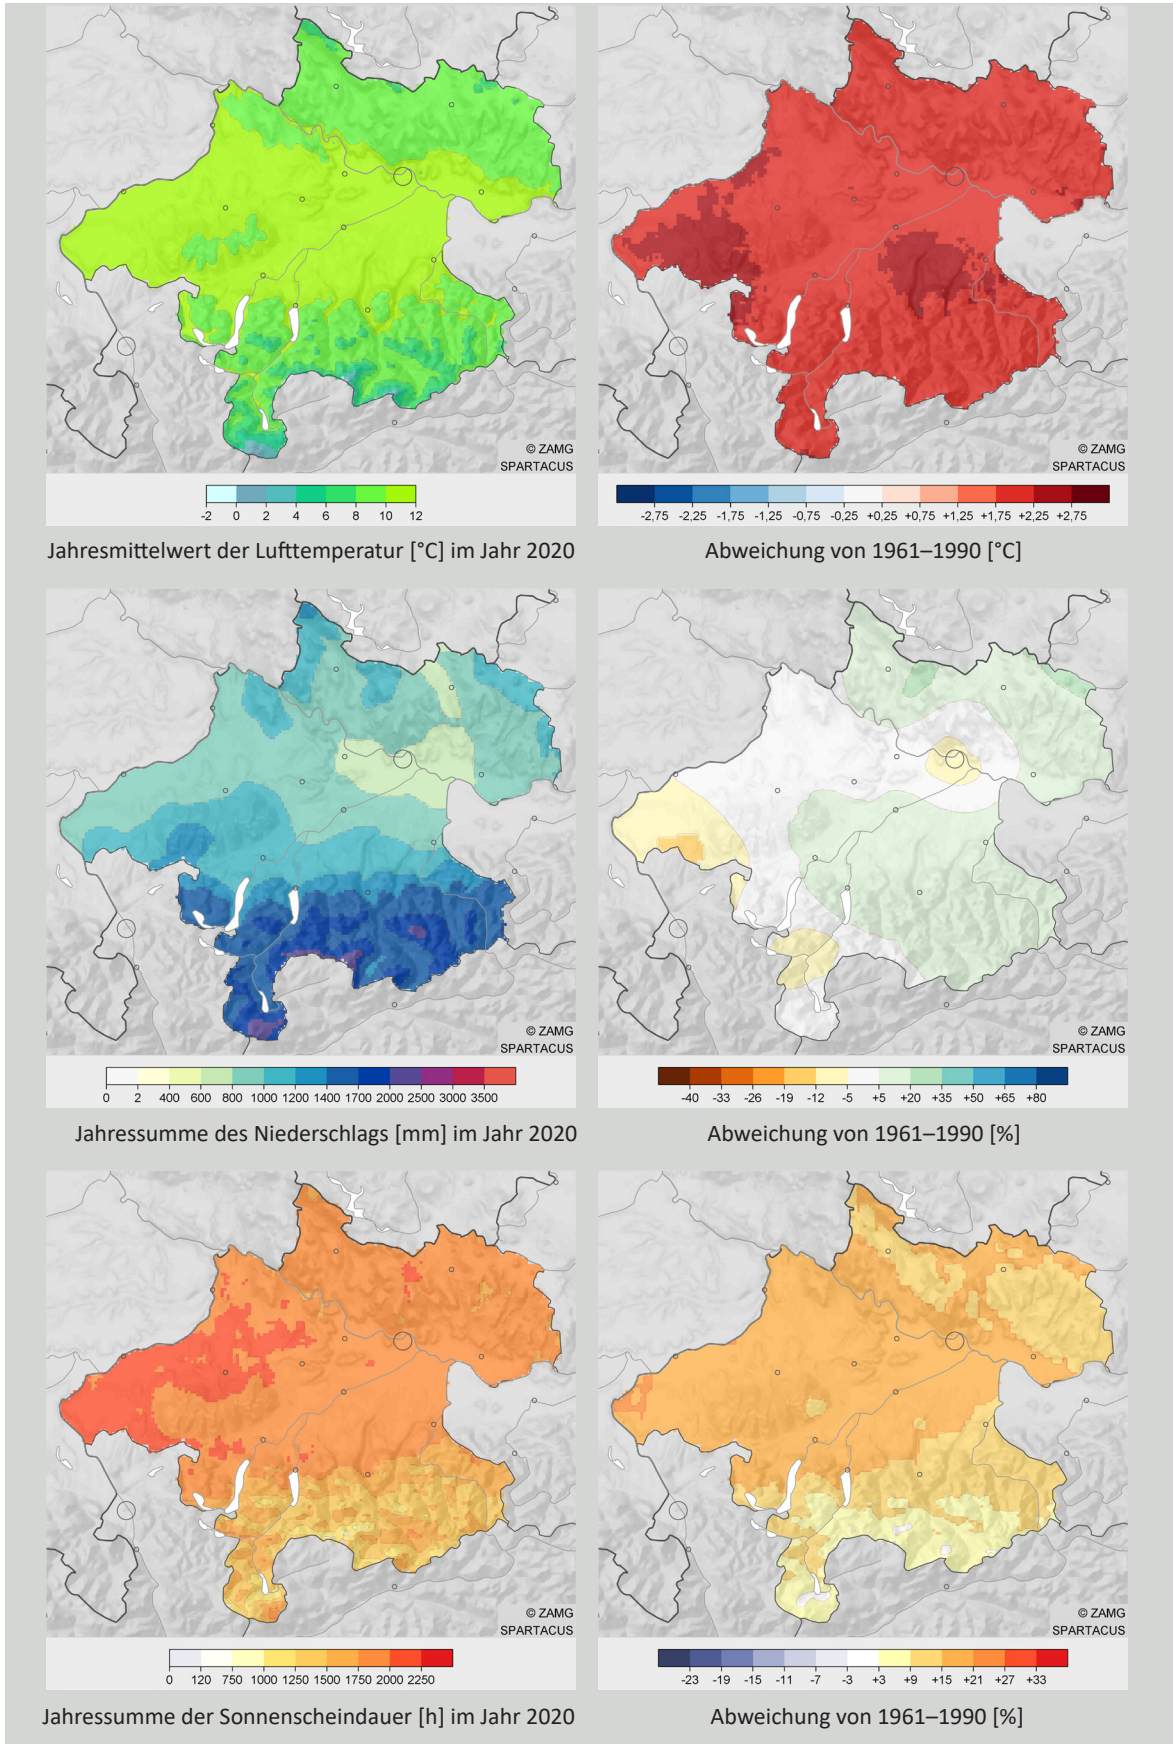 © ZAMG
SPARTACUS
-2 0 2 4 6 8 10 12
Jahresmittelwert der Lufttemperatur [°C] im Jahr 2020
© ZAMG
SPARTACUS
-2,75 -2,25 -1,75 -1,25 -0,75 -0,25 +0,25 +0,75 +1,25 +1,75 +2,25 +2,75
Abweichung von 1961–1990 [°C]
© ZAMG
SPARTACUS
0 2 400 600 800 1000 1200 1400 1700 2000 2500 3000 3500
Jahressumme des Niederschlags [mm] im Jahr 2020
© ZAMG
SPARTACUS
-40 -33 -26 -19 -12 -5 +5 +20 +35 +50 +65 +80
Abweichung von 1961–1990 [%]
© ZAMG
SPARTACUS
0 120 750 1000 1250 1500 1750 2000 2250
Jahressumme der Sonnenscheindauer [h] im Jahr 2020
© ZAMG
SPARTACUS
-23 -19 -15 -11 -7 -3 +3 +9 +15 +21 +27 +33
Abweichung von 1961–1990 [%]